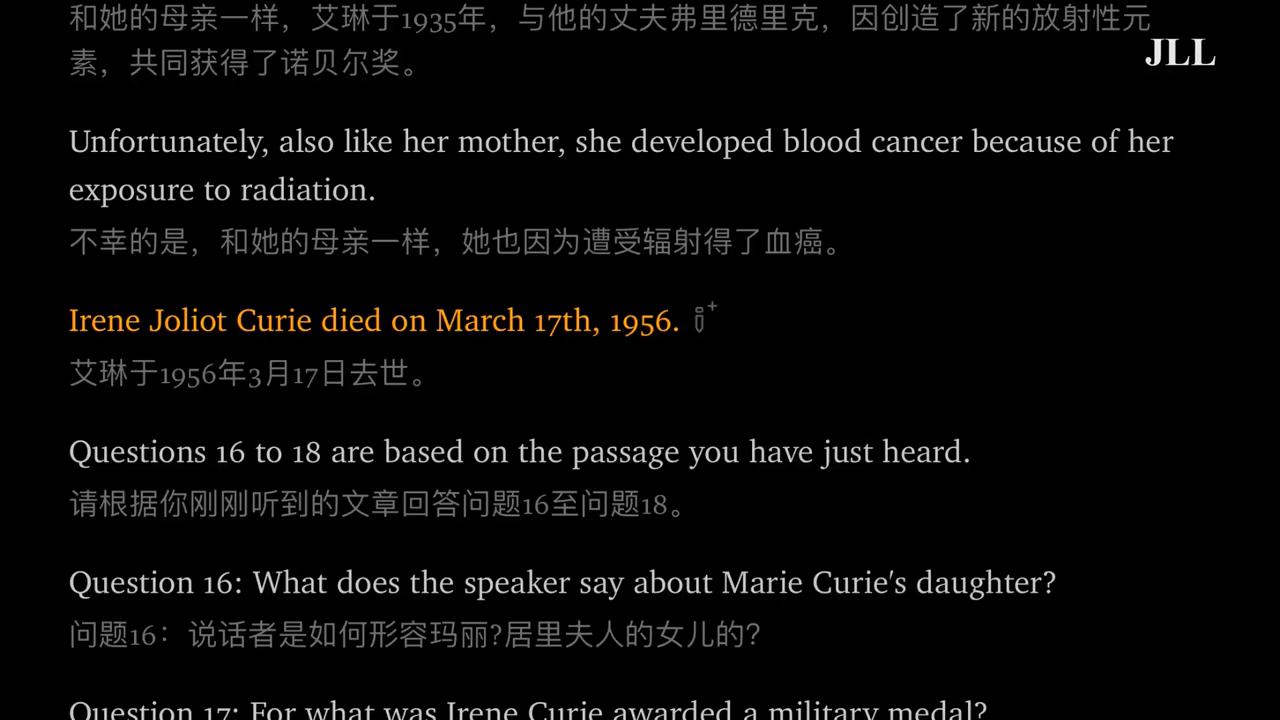 和她的母亲一样，艾琳于1935年，与他的丈夫弗里德里克，因创造了新的放射性元
素，共同获得了诺贝尔奖。
JLL
Unfortunately, also like her mother, she developed blood cancer because of her
exposure to radiation.
不幸的是，和她的母亲一样，她也因为遭受辐射得了血癌。
Irene Joliot Curie died on March 17th, 1956.
艾琳于1956年3月17日去世。
Questions 16 to 18 are based on the passage you have just heard.
请根据你刚刚听到的文章回答问题16至问题18。
Question 16: What does the speaker say about Marie Curie's daughter?
问题16：说话者是如何形容玛丽?居里夫人的女儿的?
Question 17: For what was Irene Curie awarded a military medal?